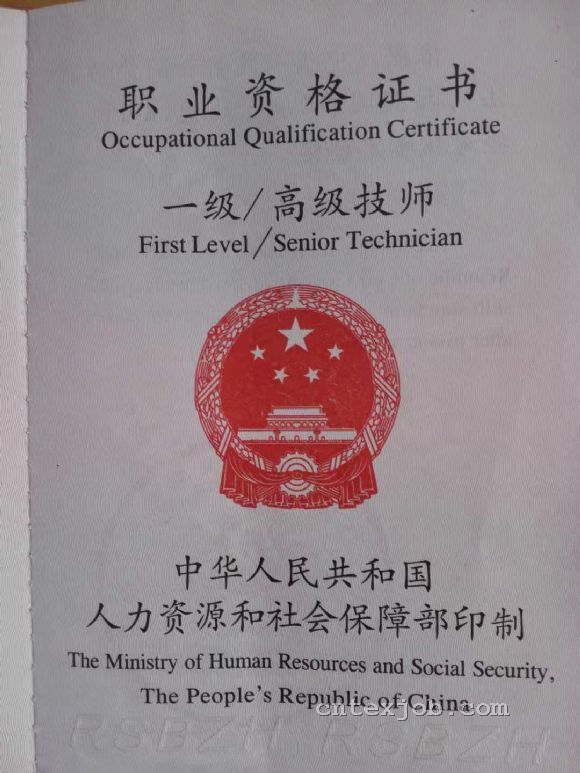 职业资格证书
Occupational Qualification Certificate
一级/高级技师
First Level/Senior Technician
中华人民共和国
人力资源和社会保障部印制
The Ministry of Human Resources and Social Security,
The People's Republic of China
cntexjob.com
RSBZH RSBZH